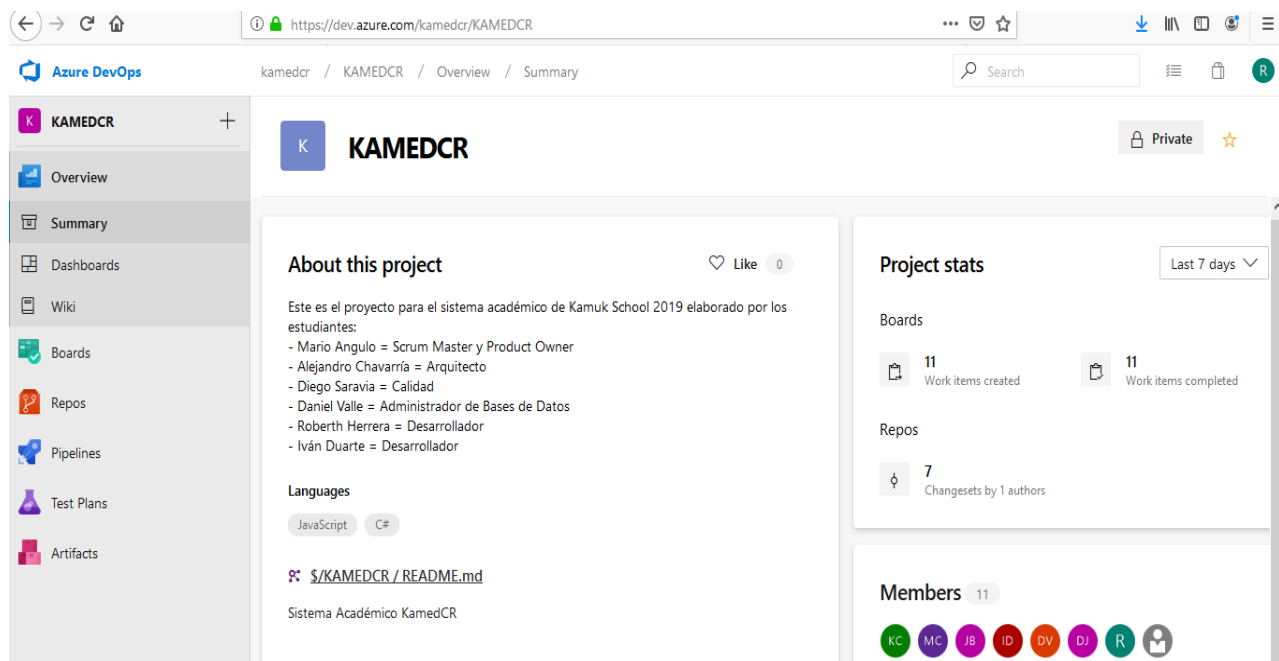 https://dev.azure.com/kamedcr/KAMEDCR
Azure DevOps
kamedcr / KAMEDCR / Overview / Summary
Search
R
K KAMEDCR
Overview
Summary
Dashboards
Wiki
Boards
Repos
Pipelines
Test Plans
Artifacts
K KAMEDCR
Private
About this project
Like 0
Este es el proyecto para el sistema académico de Kamuk School 2019 elaborado por los
estudiantes:
- Mario Angulo = Scrum Master y Product Owner
- Alejandro Chavarría = Arquitecto
- Diego Saravia = Calidad
- Daniel Valle = Administrador de Bases de Datos
- Roberth Herrera = Desarrollador
- Iván Duarte = Desarrollador
Languages
JavaScript C#
$/KAMEDCR / README.md
Sistema Académico KamedCR
Project stats
Last 7 days
Boards
11
Work items created
11
Work items completed
Repos
7
Changesets by 1 authors
Members 11
KC MC JB ID DV DJ R